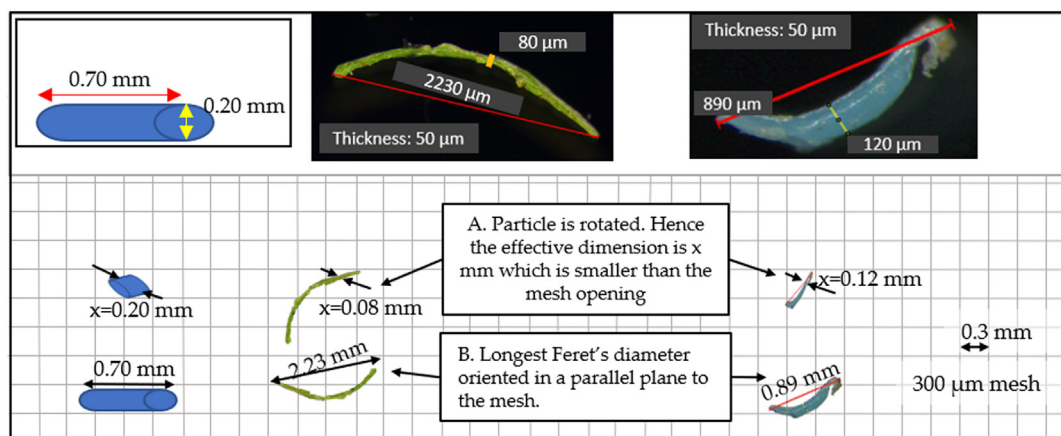 0.70 mm
0.20 mm
80 µm
2230 µm
Thickness: 50 µm
Thickness: 50 µm
890 µm
120 µm
A. Particle is rotated. Hence
the effective dimension is x
mm which is smaller than the
mesh opening
x=0.20 mm
x=0.08 mm
x=0.12 mm
0.70 mm
2.23 mm
B. Longest Feret's diameter
oriented in a parallel plane to
the mesh.
0.89 mm
0.3 mm
300 µm mesh